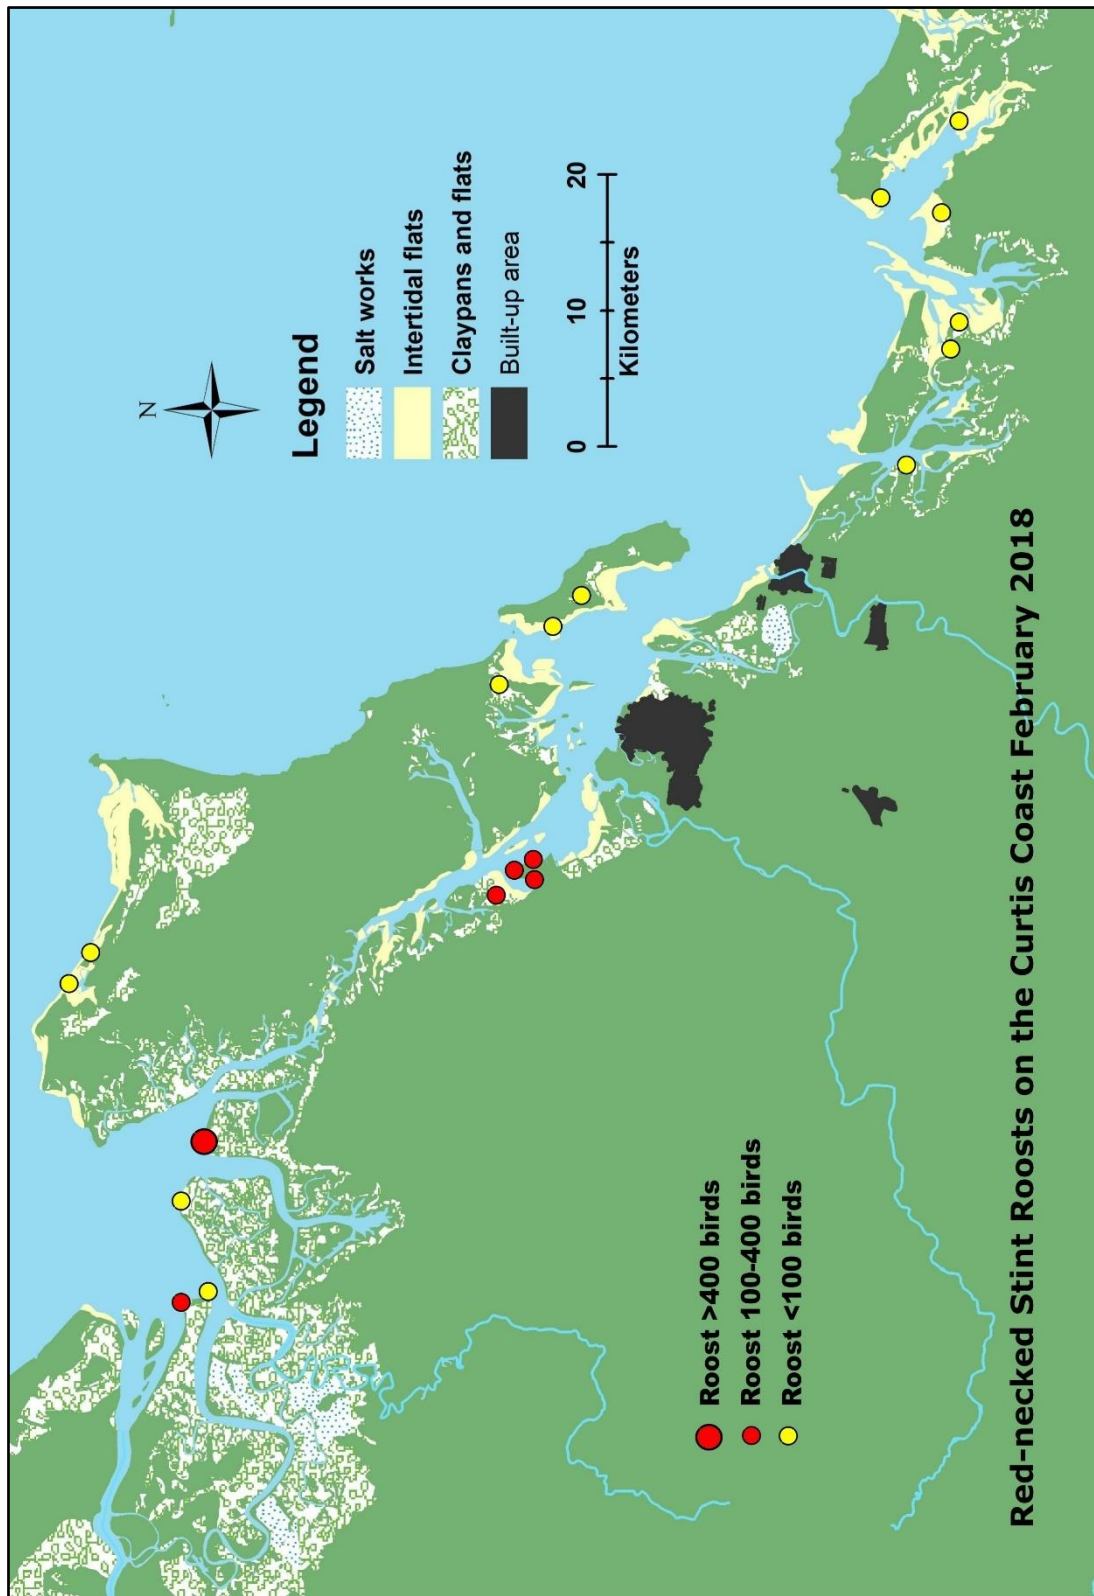 N
Legend
Salt works
Intertidal flats
Claypans and flats
Built-up area
0 10 20
Kilometers
Roost >400 birds
Roost 100-400 birds
Roost <100 birds
Red-necked Stint Roosts on the Curtis Coast February 2018